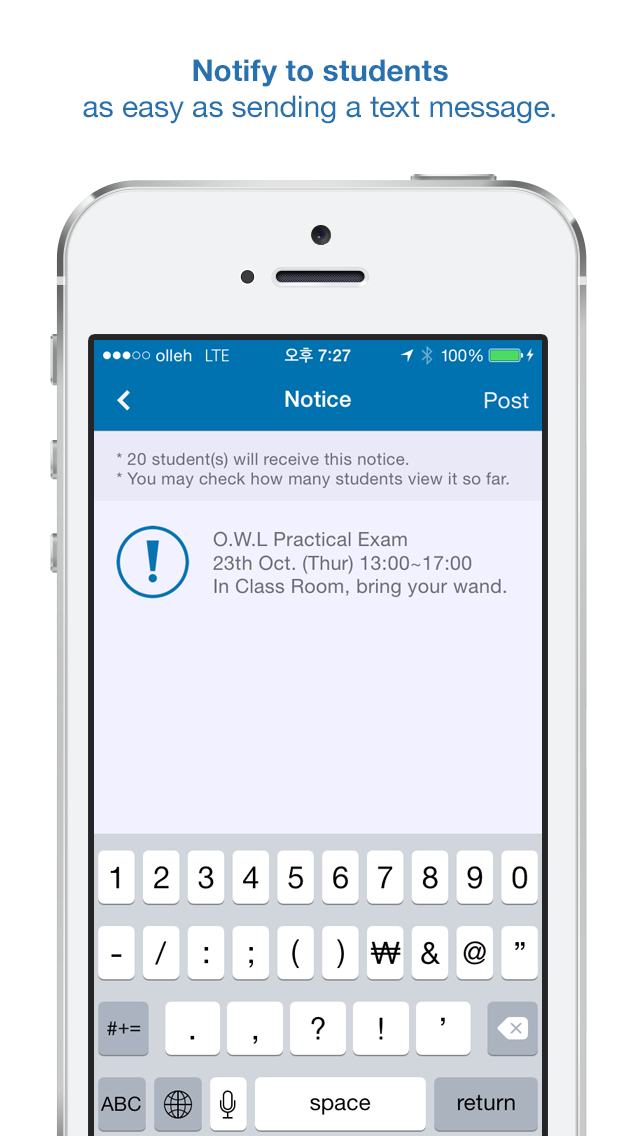 Notify to students
as easy as sending a text message.
olleh LTE 오후 7:27 100%
Notice Post
* 20 student(s) will receive this notice.
* You may check how many students view it so far.
!
O.W.L Practical Exam
23th Oct. (Thur) 13:00~17:00
In Class Room, bring your wand.
1 2 3 4 5 6 7 8 9 0
- / : ; ( ) ₩ & @ ”
#+= . , ? ! ’
ABC space return